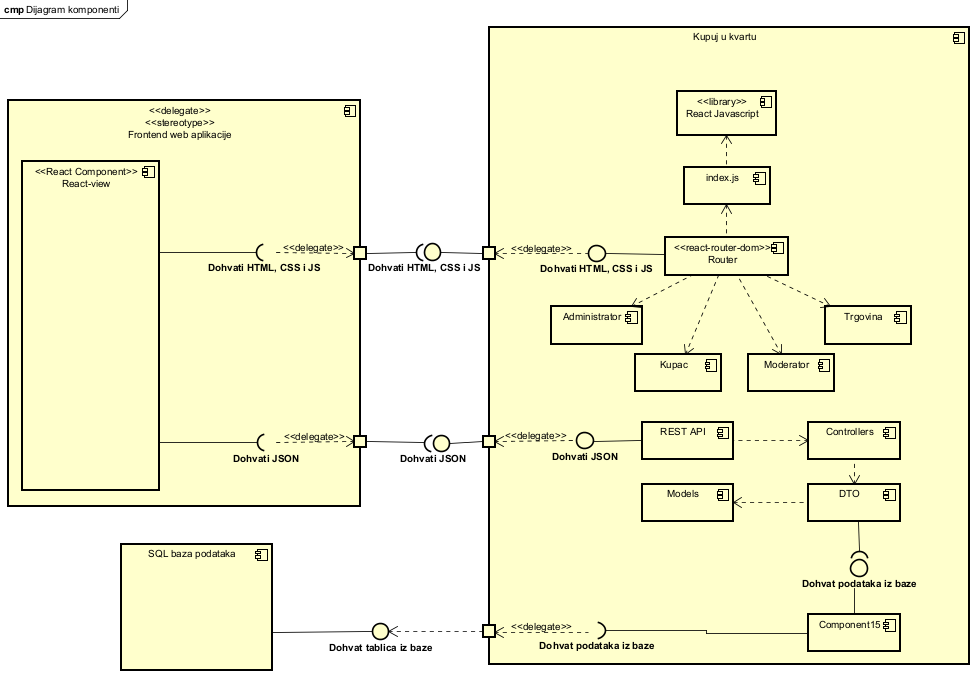 cmp Dijagram komponenti
Kupuj u kvartu
<<library>>
React Javascript
<<delegate>>
<<stereotype>>
Frontend web aplikacije
<<React Component>>
React-view
index.js
<<delegate>>
Dohvati HTML, CSS i JS
Dohvati HTML, CSS i JS
<<delegate>>
Dohvati HTML, CSS i JS
<<react-router-dom>>
Router
Administrator
Trgovina
Kupac
Moderator
<<delegate>>
Dohvati JSON
Dohvati JSON
<<delegate>>
Dohvati JSON
REST API
Controllers
Models
DTO
SQL baza podataka
Dohvat podataka iz baze
Dohvat tablica iz baze
<<delegate>>
Dohvat podataka iz baze
Component15